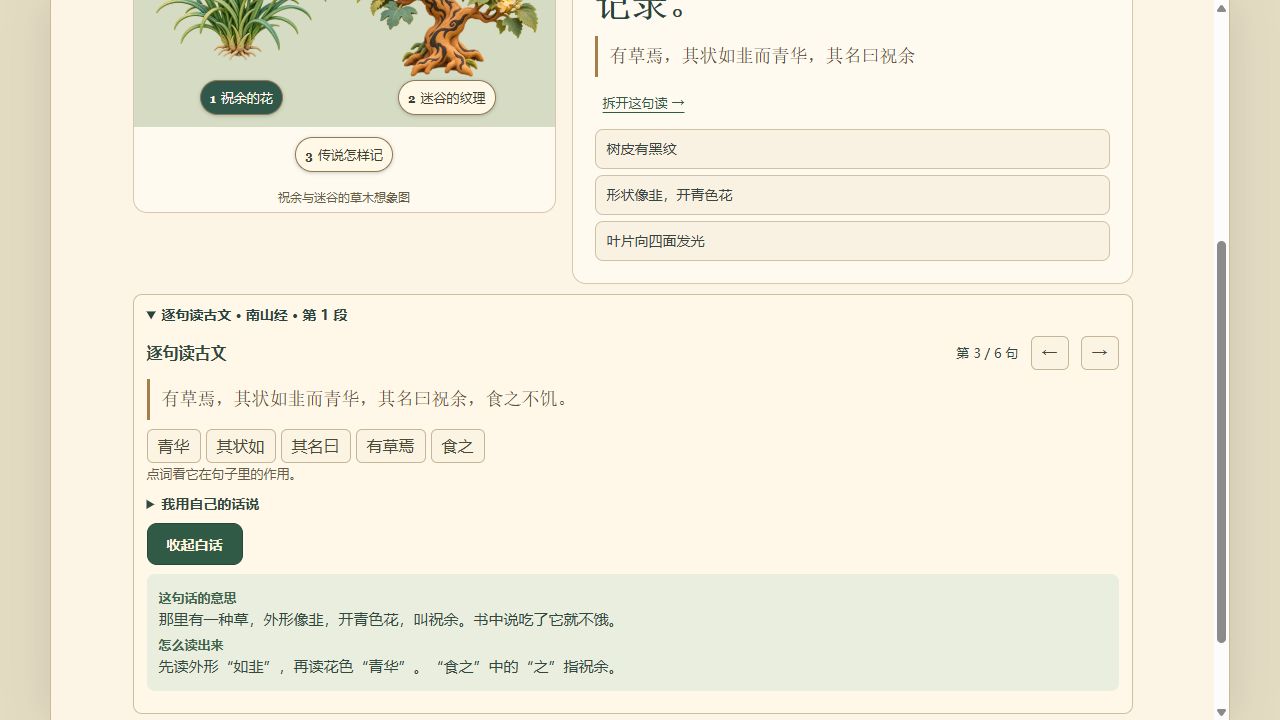 记录。
有草焉，其状如韭而青华，其名曰祝余
拆开这句读 →
树皮有黑纹
形状像韭，开青色花
叶片向四面发光
1 祝余的花
2 迷谷的纹理
3 传说怎样记
祝余与迷谷的草木想象图
▼ 逐句读古文 • 南山经 • 第 1 段
逐句读古文
第 3 / 6 句 ← →
有草焉，其状如韭而青华，其名曰祝余，食之不饥。
青华 其状如 其名曰 有草焉 食之
点词看它在句子里的作用。
▶ 我用自己的话说
收起白话
这句话的意思
那里有一种草，外形像韭，开青色花，叫祝余。书中说吃了它就不饿。
怎么读出来
先读外形“如韭”，再读花色“青华”。“食之”中的“之”指祝余。